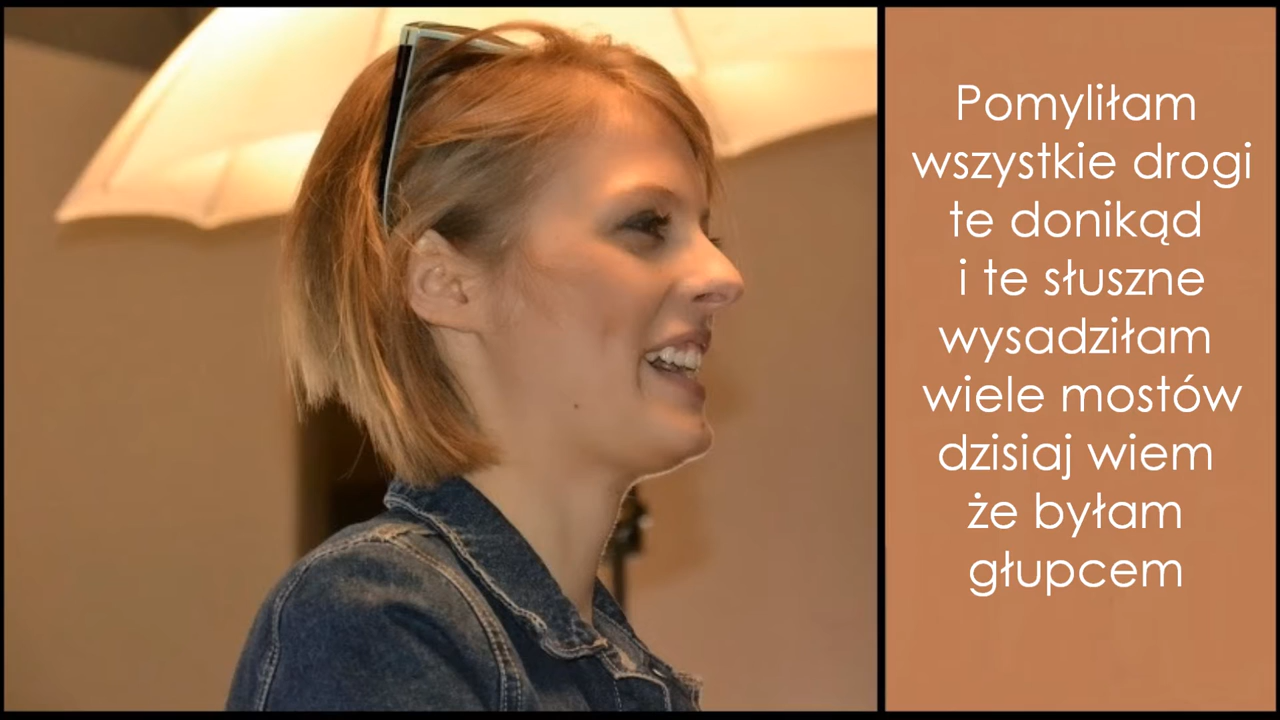 Pomyliłam
wszystkie drogi
te donikąd
i te słuszne
wysadziłam
wiele mostów
dzisiaj wiem
że byłam
głupcem